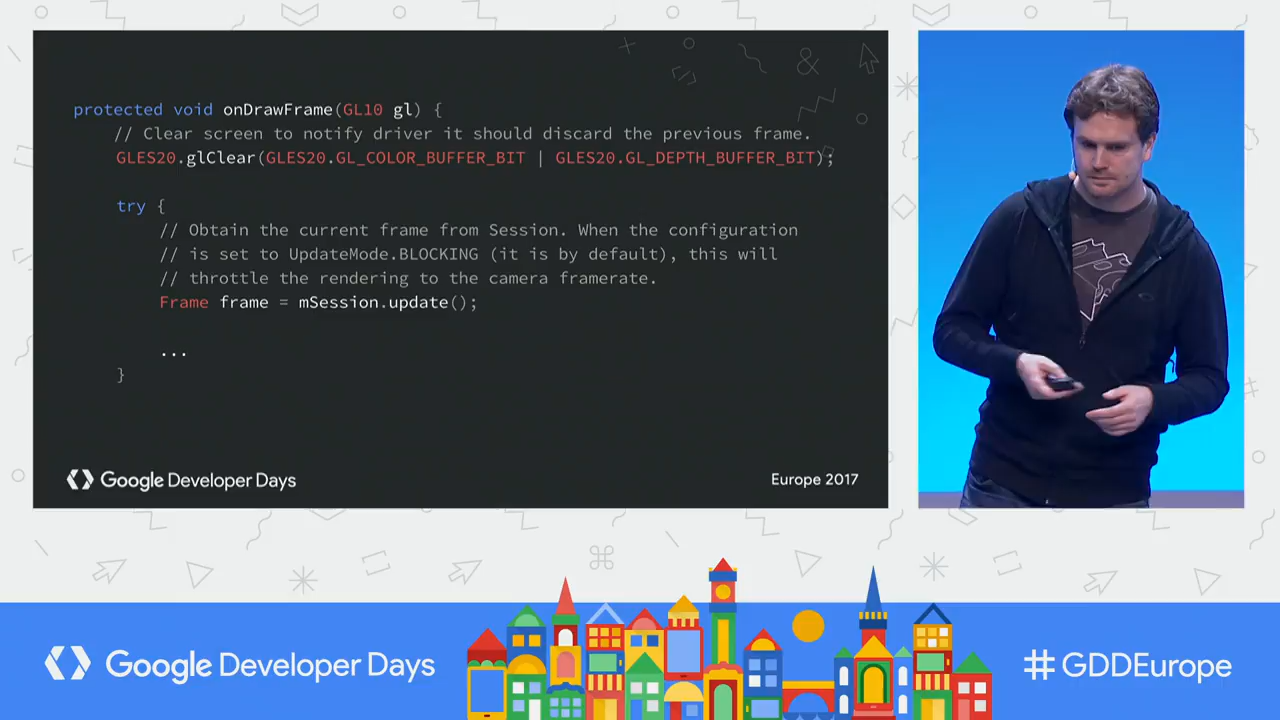 protected void onDrawFrame(GL10 gl) {
// Clear screen to notify driver it should discard the previous frame.
GLES20.glClear(GLES20.GL_COLOR_BUFFER_BIT | GLES20.GL_DEPTH_BUFFER_BIT);
try {
// Obtain the current frame from Session. When the configuration
// is set to UpdateMode.BLOCKING (it is by default), this will
// throttle the rendering to the camera framerate.
Frame frame = mSession.update();
...
}
Google Developer Days
Europe 2017
Google Developer Days
#GDDEurope